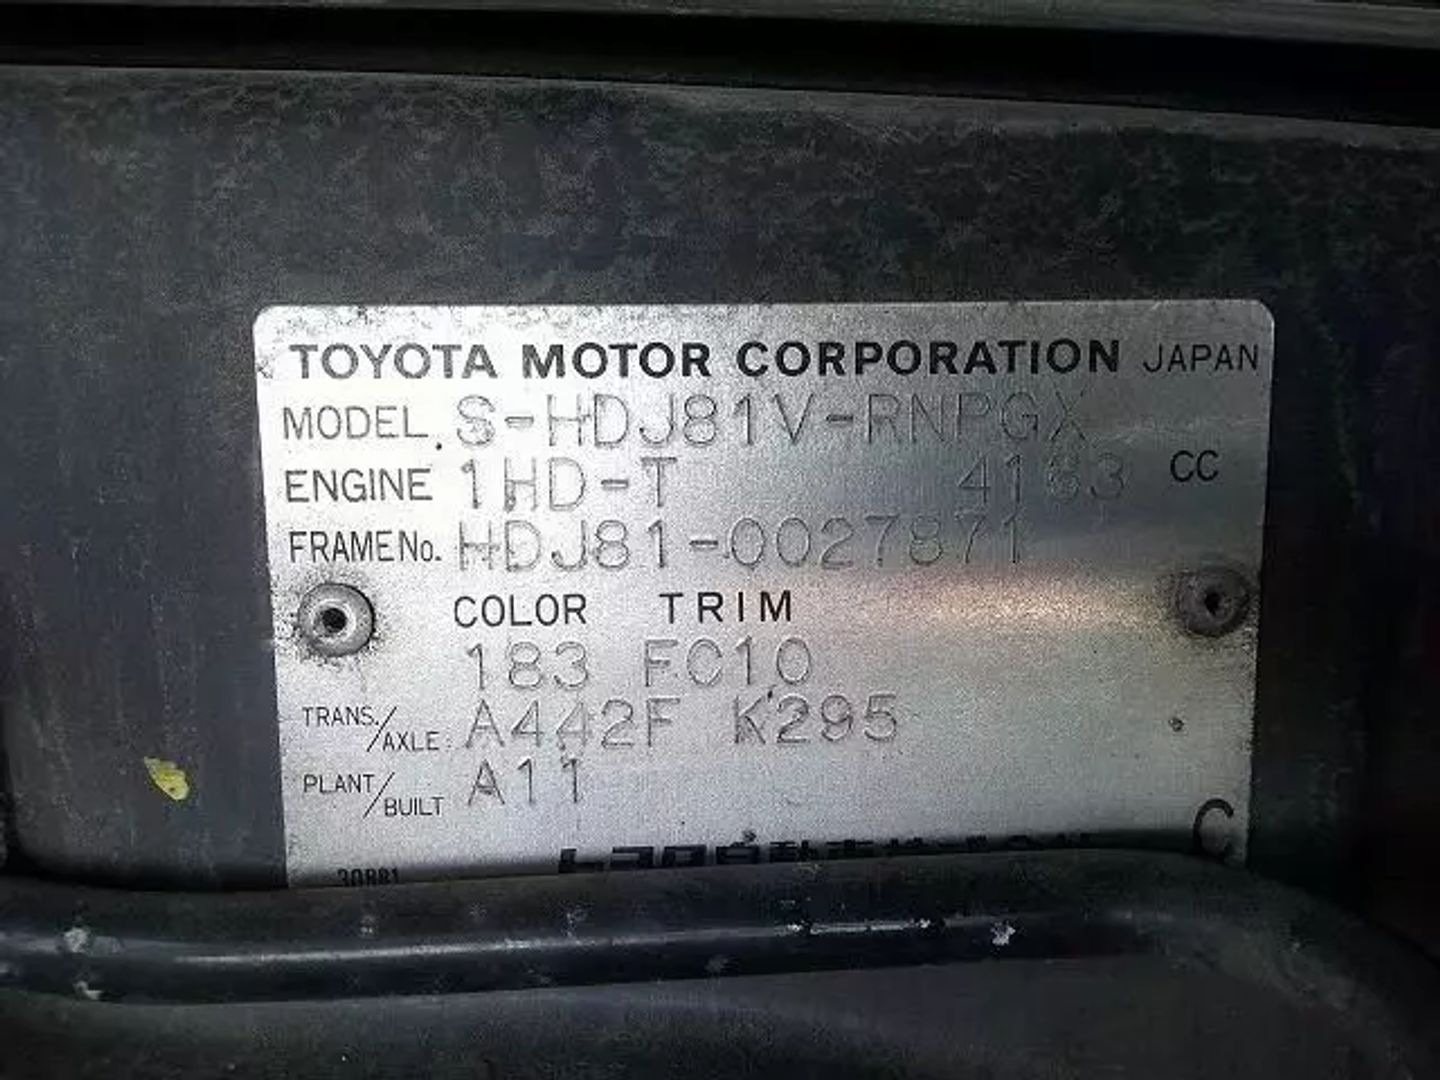 TOYOTA MOTOR CORPORATION JAPAN
MODEL S-HDJ81V-RNPGX
ENGINE 1HD-T 4163 CC
FRAME No. HDJ81-0027871
COLOR TRIM
183 FC10
TRANS./AXLE: A442F K295
PLANT/BUILT A11
C
30881